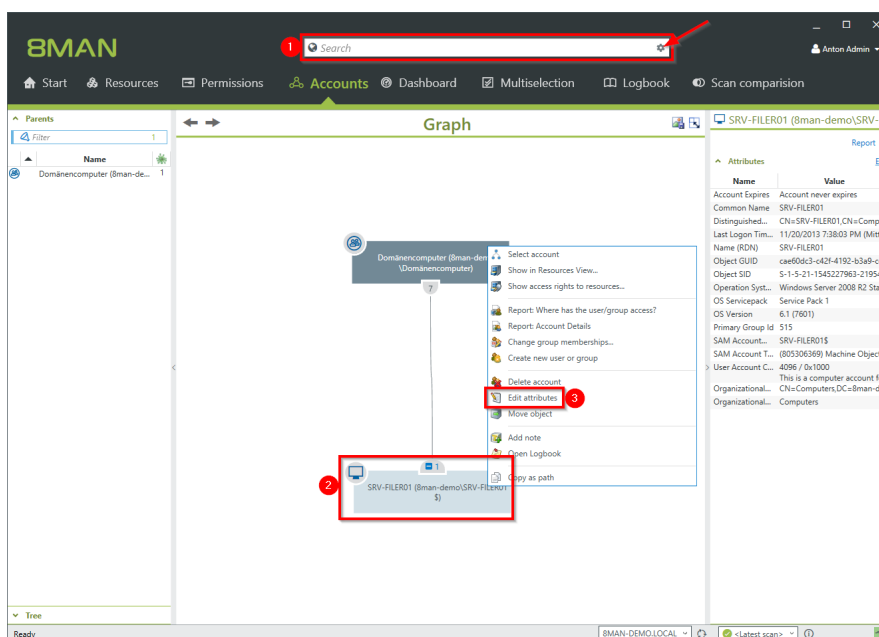 8MAN
1
Search
Anton Admin
Start
Resources
Permissions
Accounts
Dashboard
Multiselection
Logbook
Scan comparision
Parents
Filter 1
Name
Domänencomputer (8man-de... 1
Tree
Graph
Domänencomputer (8man-dem
\Domänencomputer)
?
1
2
SRV-FILER01 (8man-demo\SRV-FILER01
$)
Select account
Show in Resources View...
Show access rights to resources...
Report: Where has the user/group access?
Report: Account Details
Change group memberships...
Create new user or group
Delete account
Edit attributes 3
Move object
Add note
Open Logbook
Copy as path
SRV-FILER01 (8man-demo\SRV-
Report
Attributes
Name Value
Account Expires Account never expires
Common Name SRV-FILER01
Distinguished... CN=SRV-FILER01,CN=Comp
Last Logon Tim... 11/20/2013 7:38:03 PM (Mitt
Name (RDN) SRV-FILER01
Object GUID cae60dc3-c42f-4192-b3a9-c
Object SID S-1-5-21-1545227963-21954
Operation Syst... Windows Server 2008 R2 Sta
OS Servicepack Service Pack 1
OS Version 6.1 (7601)
Primary Group Id 515
SAM Account... SRV-FILER01$
SAM Account T... (805306369) Machine Object
User Account C... 4096 / 0x1000
This is a computer account f
Organizational... CN=Computers,DC=8man-d
Organizational... Computers
Ready
8MAN-DEMO.LOCAL
<Latest scan>